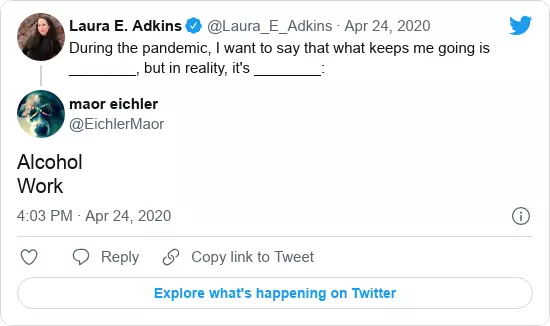 Laura E. Adkins @Laura_E_Adkins · Apr 24, 2020
During the pandemic, I want to say that what keeps me going is
________, but in reality, it's ________:
maor eichler
@EichlerMaor
Alcohol
Work
4:03 PM · Apr 24, 2020
Reply Copy link to Tweet
Explore what's happening on Twitter